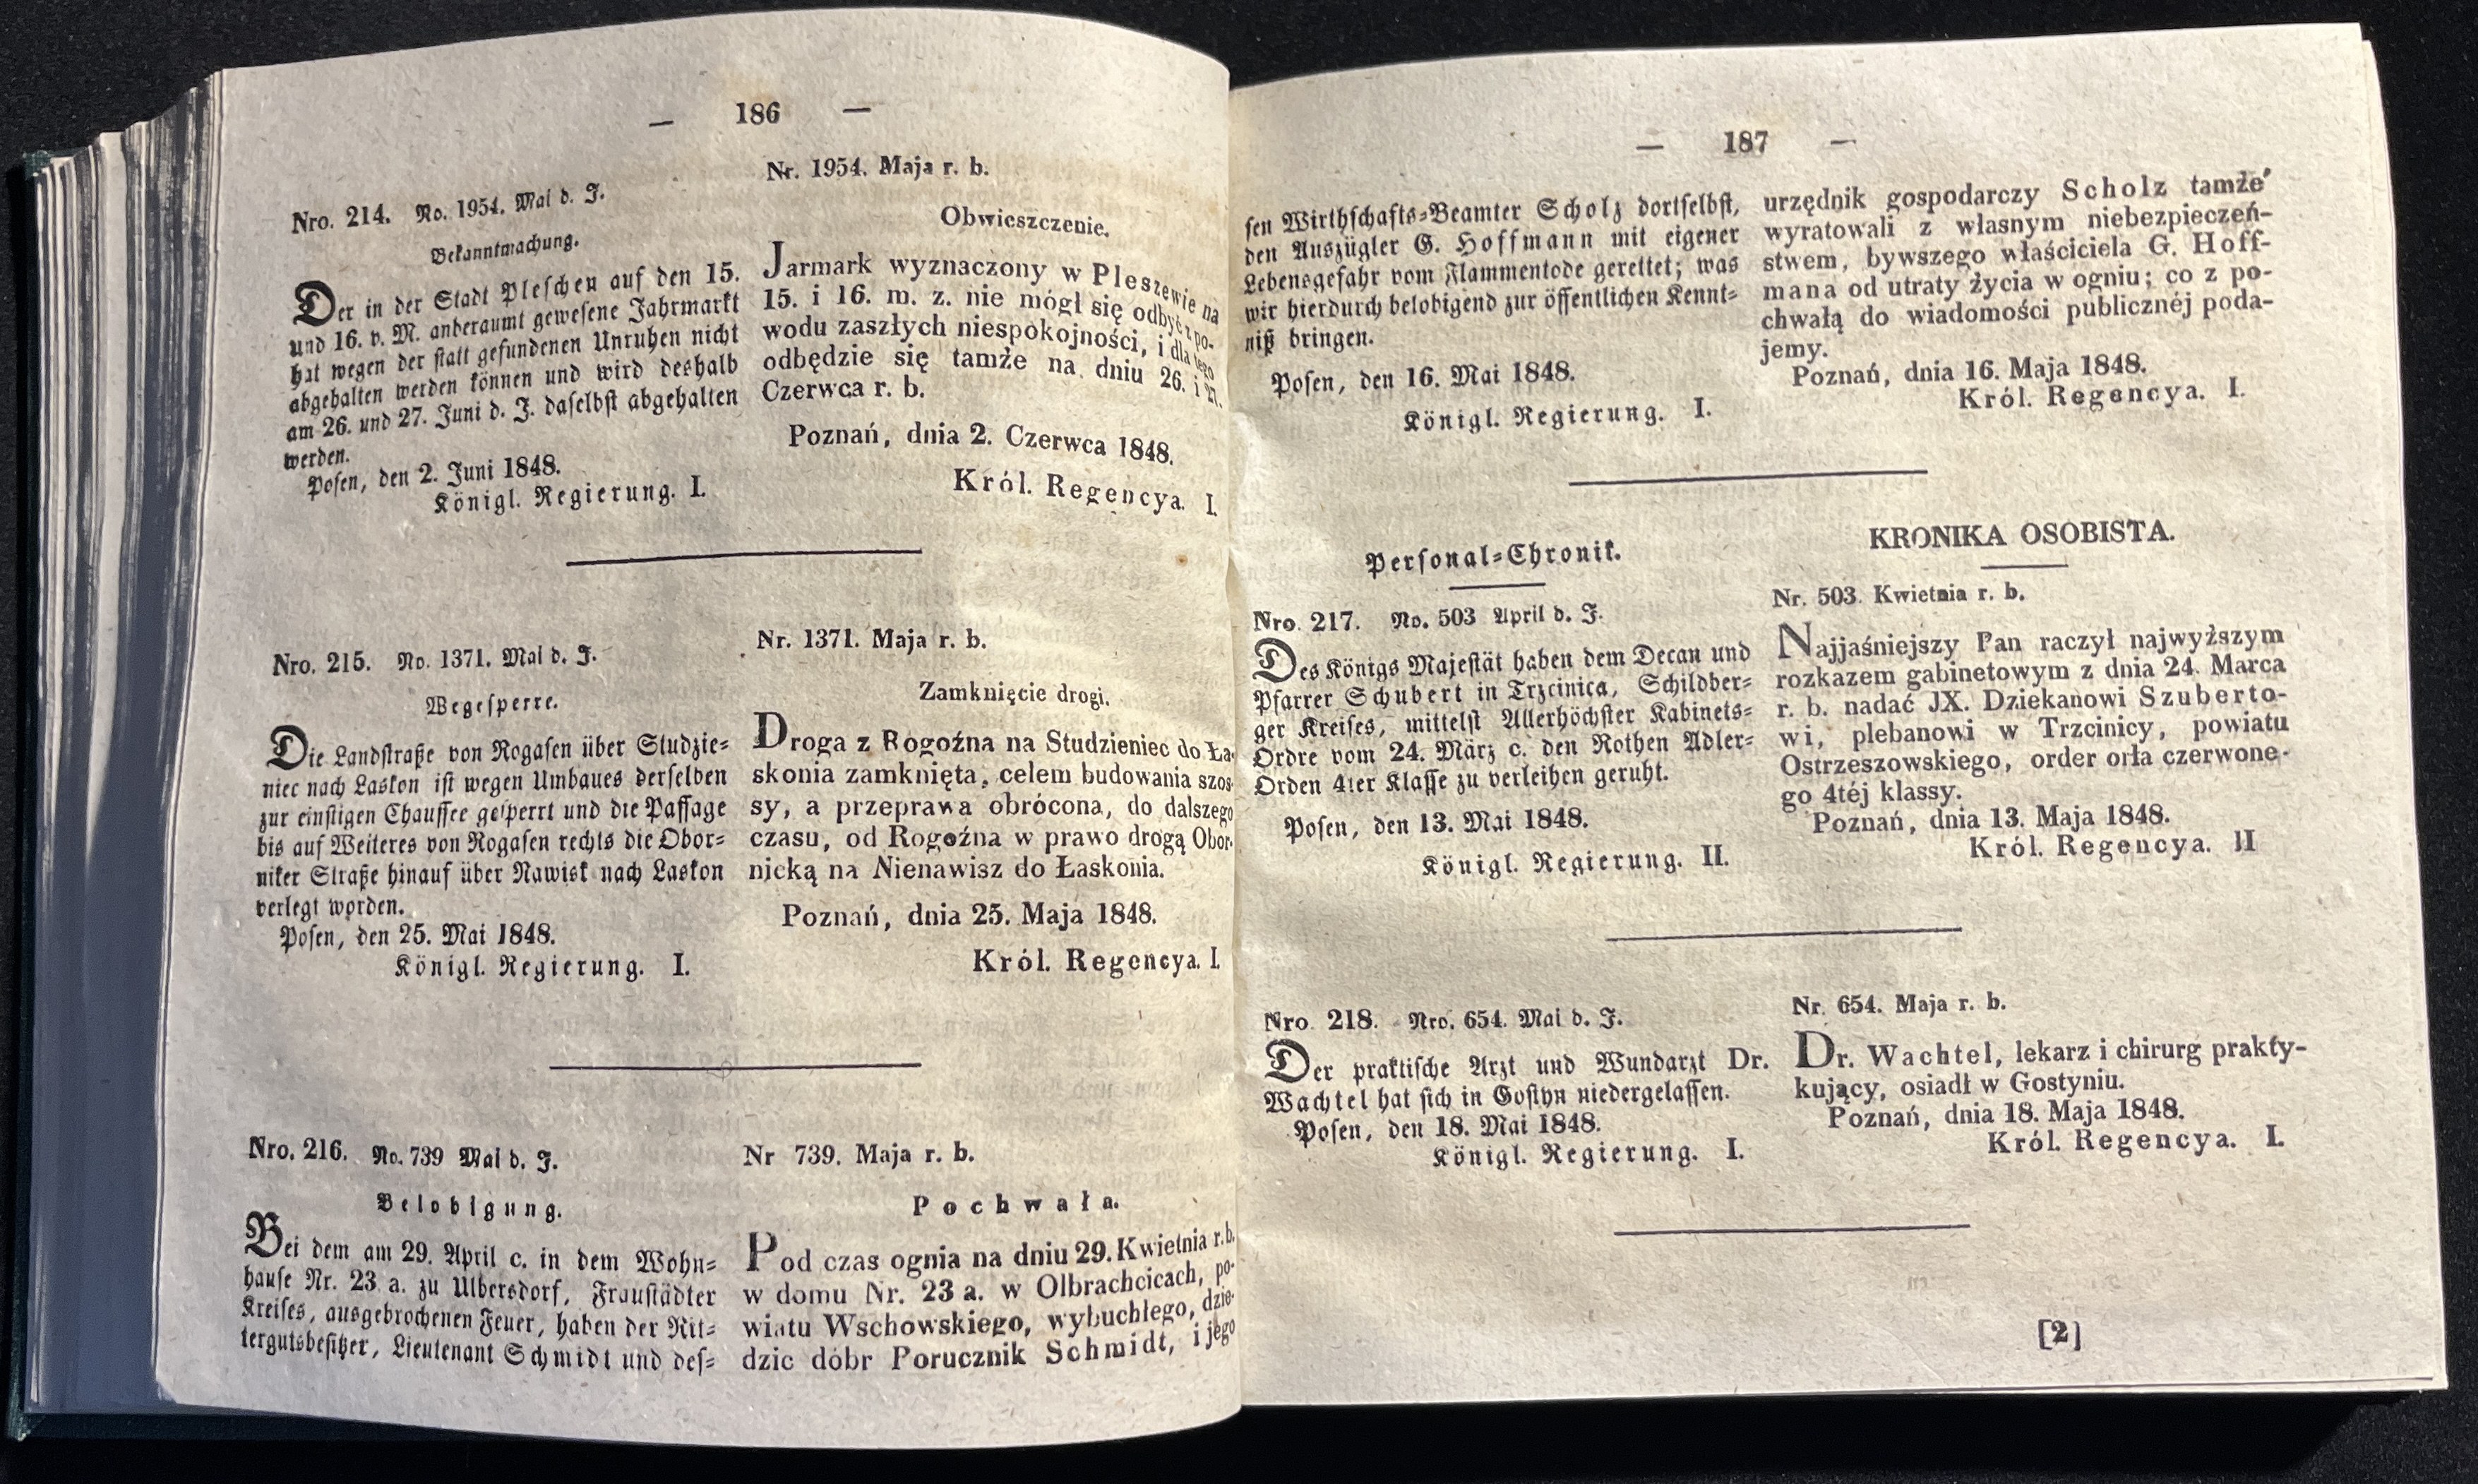 — 186 —
Nro. 214. No. 1954. Mai d. J.
Bekanntmachung.
Der in der Stadt Pleschen auf den 15.
und 16. v. M. anberaumt gewesene Jahrmarkt
hat wegen der statt gefundenen Unruhen nicht
abgehalten werden können und wird deshalb
am 26. und 27. Juni d. J. daselbst abgehalten
werden.
Posen, den 2. Juni 1848.
Königl. Regierung. I.
Nr. 1954. Maja r. b.
Obwieszczenie.
Jarmark wyznaczony w Pleszewie na
15. i 16. m. z. nie mógł się odbyć z po-
wodu zaszłych niespokojności, i dla tego
odbędzie się tamże na dniu 26. i 27.
Czerwca r. b.
Poznań, dnia 2. Czerwca 1848.
Król. Regencya. I.
Nro. 215. No. 1371. Mai d. J.
Wegesperre.
Die Landstraße von Rogasen über Studzie-
niec nach Laskon ist wegen Umbaues derselben
zur einstigen Chaussee gesperrt und die Passage
bis auf Weiteres von Rogasen rechts die Obor-
niker Straße hinauf über Nawisk nach Laskon
verlegt worden.
Posen, den 25. Mai 1848.
Königl. Regierung. I.
Nr. 1371. Maja r. b.
Zamknięcie drogi.
Droga z Rogoźna na Studzieniec do Ła-
skonia zamknięta, celem budowania szos-
sy, a przeprawa obrócona, do dalszego
czasu, od Rogoźna w prawo drogą Obor-
nicką na Nienawisz do Łaskonia.
Poznań, dnia 25. Maja 1848.
Król. Regencya. I.
Nro. 216. No. 739 Mai d. J.
Belobigung.
Bei dem am 29. April c. in dem Wohn-
hause Nr. 23 a. zu Ulbersdorf, Fraustädter
Kreises, ausgebrochenen Feuer, haben der Rit-
tergutsbesitzer, Lieutenant Schmidt und des-
Nr 739. Maja r. b.
Pochwała.
Pod czas ognia na dniu 29. Kwietnia r. b.
w domu Nr. 23 a. w Olbrachcicach, po-
wiatu Wschowskiego, wybuchłego, dzie-
dzic dóbr Porucznik Schmidt, i jego
— 187 —
sen Wirthschafts-Beamter Scholz dortselbst,
den Auszügler G. Hoffmann mit eigener
Lebensgefahr vom Flammentode gerettet; was
wir hierdurch belobigend zur öffentlichen Kennt-
niß bringen.
Posen, den 16. Mai 1848.
Königl. Regierung. I.
urzędnik gospodarczy Scholz tamże
wyratowali z własnym niebezpieczeń-
stwem, bywszego właściciela G. Hoff-
mana od utraty życia w ogniu; co z po-
chwałą do wiadomości publicznéj poda-
jemy.
Poznań, dnia 16. Maja 1848.
Król. Regencya. I.
Personal-Chronik.
Nro. 217. No. 503 April d. J.
Des Königs Majestät haben dem Decan und
Pfarrer Schubert in Trzcinica, Schildber-
ger Kreises, mittelst Allerhöchster Kabinets-
Ordre vom 24. März c. den Rothen Adler-
Orden 4ter Klasse zu verleihen geruht.
Posen, den 13. Mai 1848.
Königl. Regierung. II.
KRONIKA OSOBISTA.
Nr. 503. Kwietnia r. b.
Najjaśniejszy Pan raczył najwyższym
rozkazem gabinetowym z dnia 24. Marca
r. b. nadać JX. Dziekanowi Szuberto-
wi, plebanowi w Trzcinicy, powiatu
Ostrzeszowskiego, order orła czerwone-
go 4téj klassy.
Poznań, dnia 13. Maja 1848.
Król. Regencya. II
Nro. 218. Nro. 654. Mai d. J.
Der praktische Arzt und Wundarzt Dr.
Wachtel hat sich in Gostyn niedergelassen.
Posen, den 18. Mai 1848.
Königl. Regierung. I.
Nr. 654. Maja r. b.
Dr. Wachtel, lekarz i chirurg prakty-
kujący, osiadł w Gostyniu.
Poznań, dnia 18. Maja 1848.
Król. Regencya. I.
[2]